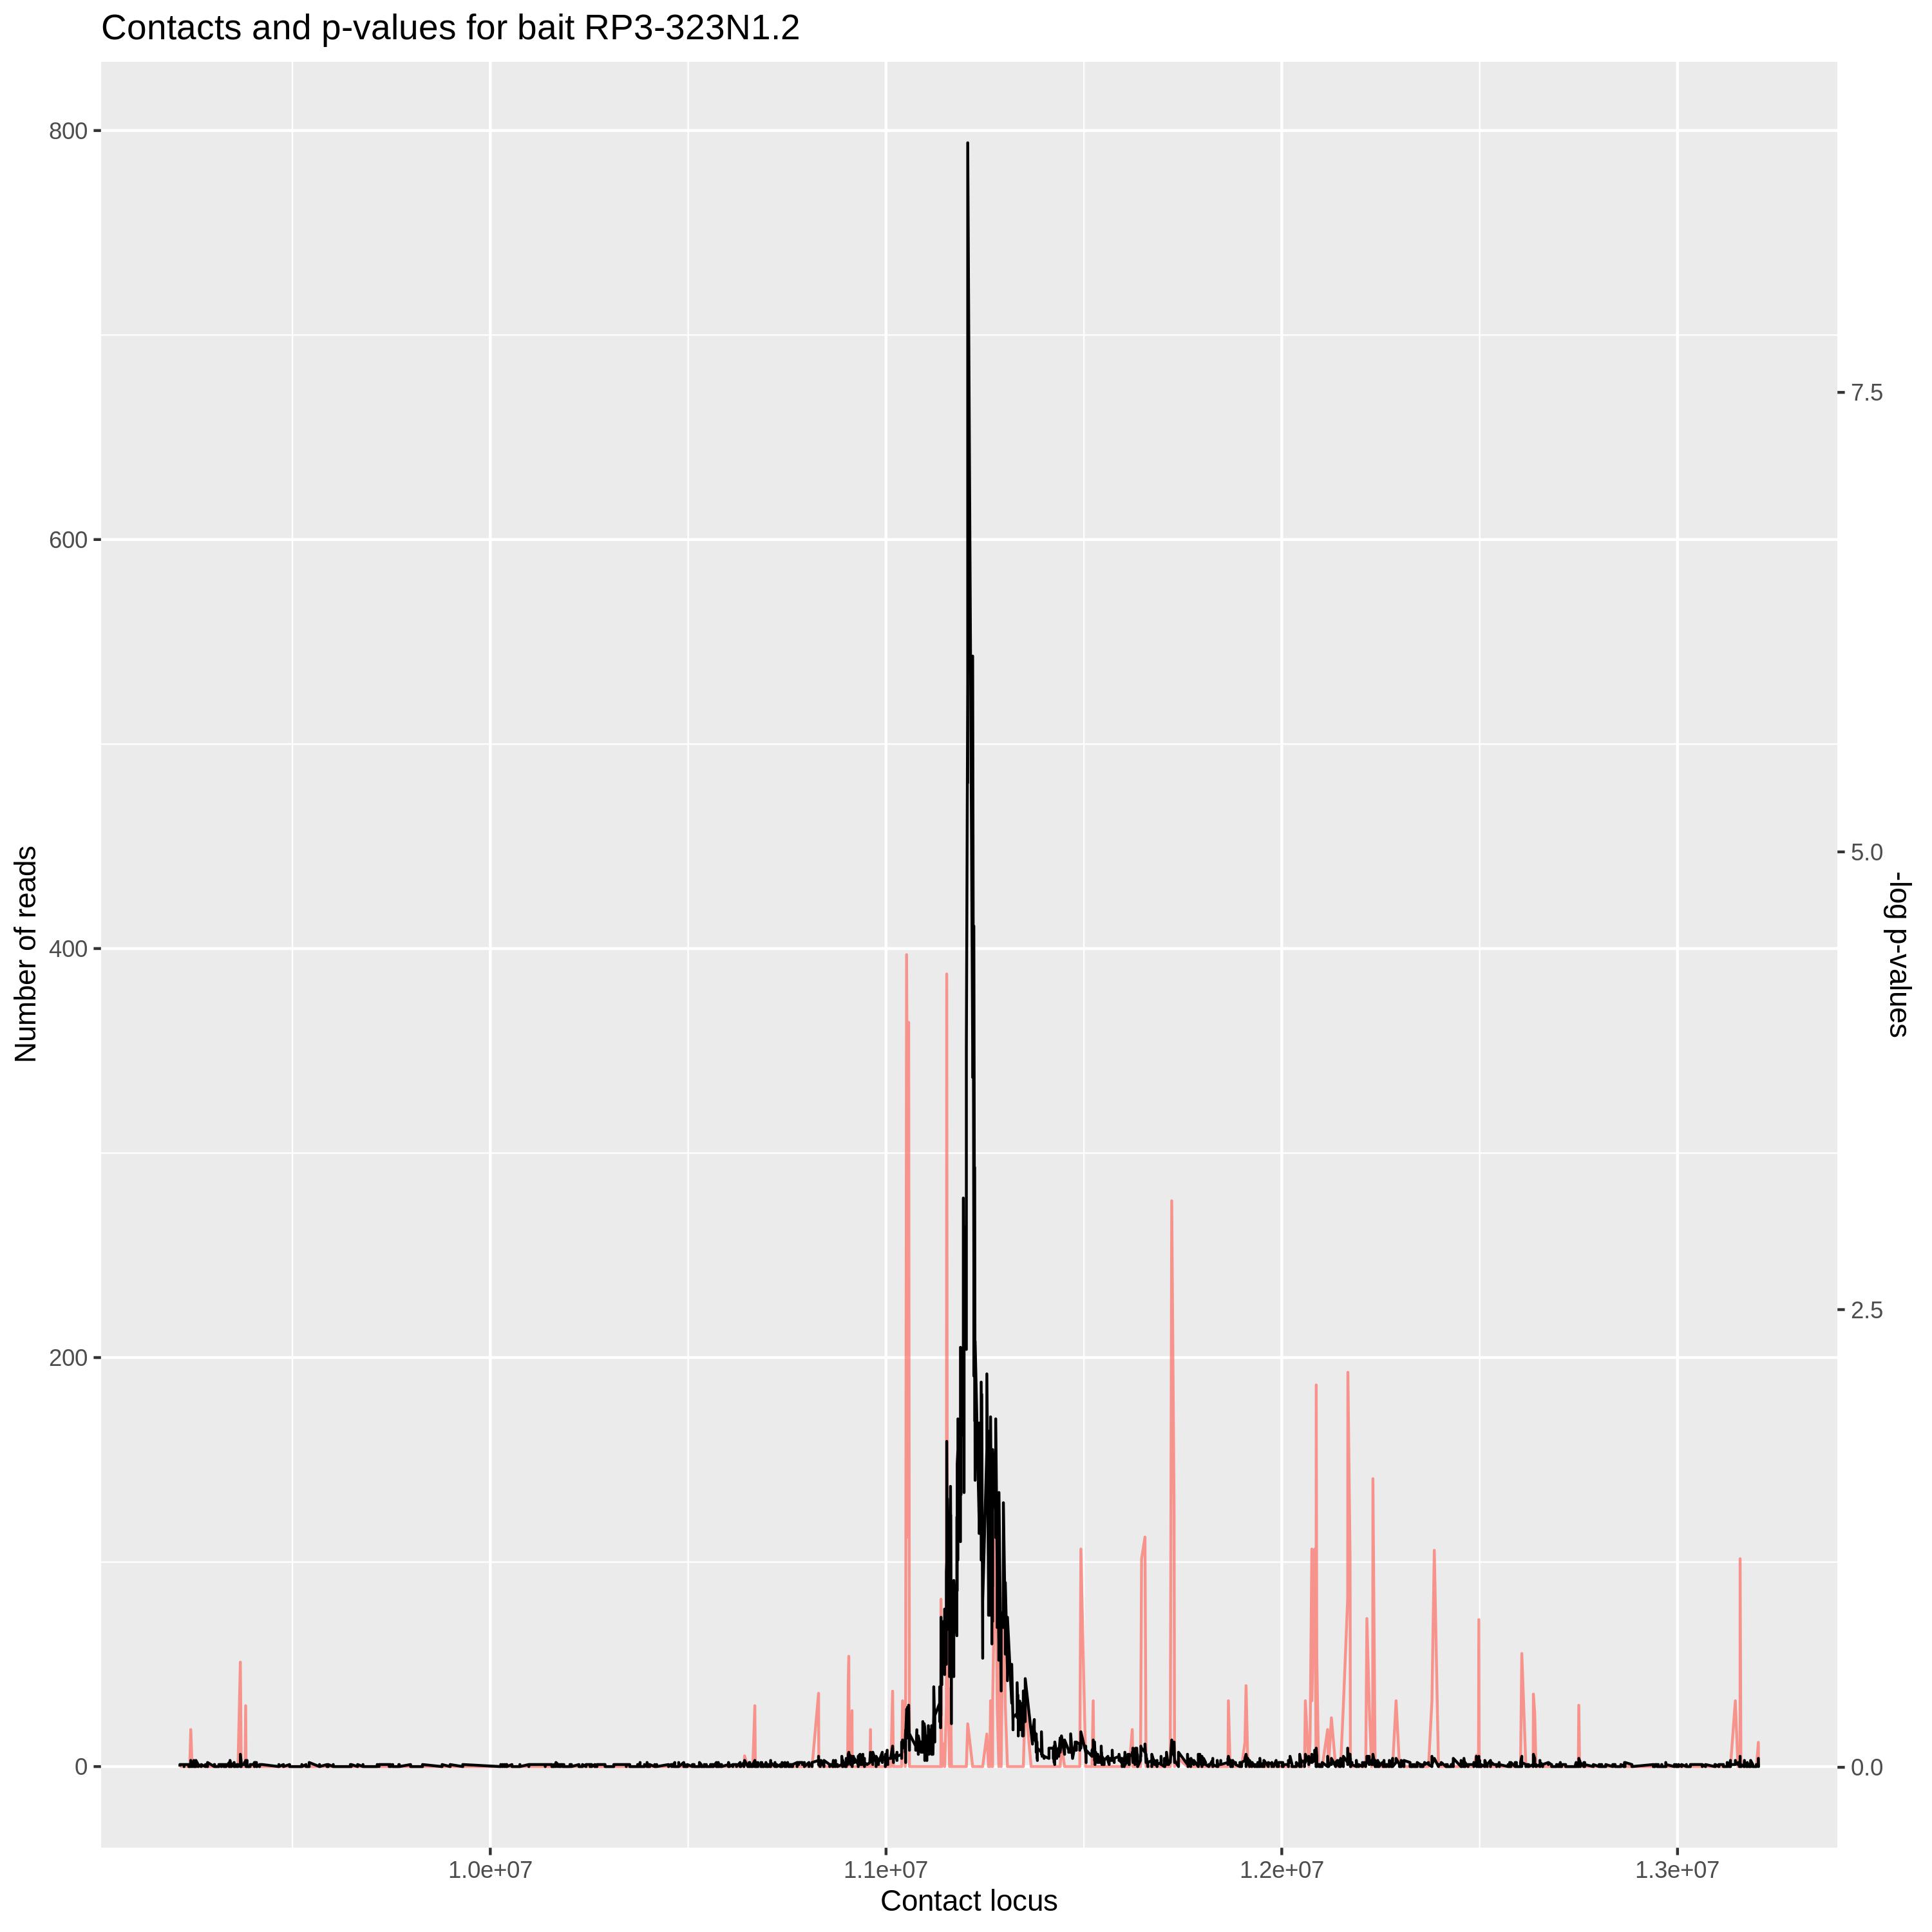 Contacts and p-values for bait RP3-323N1.2
800
600
400
200
0
Number of reads
7.5
5.0
2.5
0.0
-log p-values
1.0e+07
1.1e+07
1.2e+07
1.3e+07
Contact locus